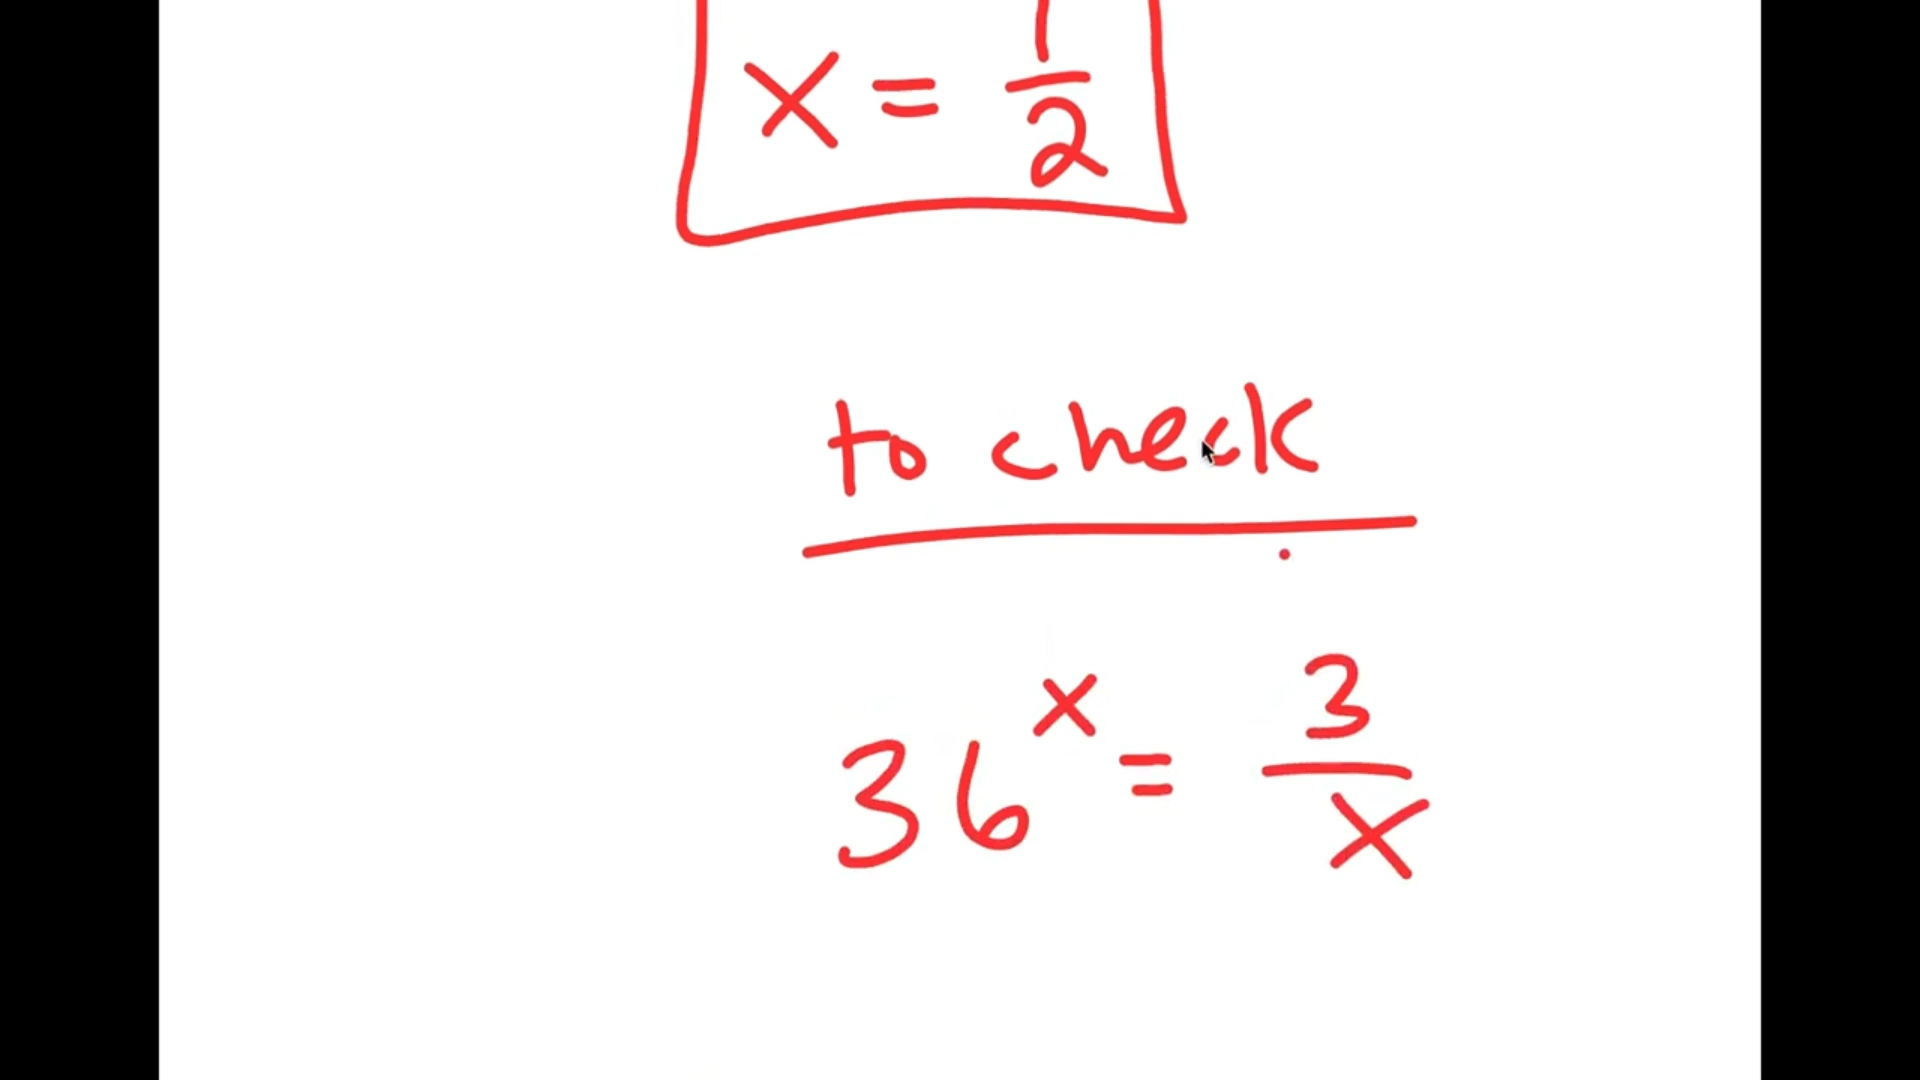 x = 1/2
to check
36^x = 3/x